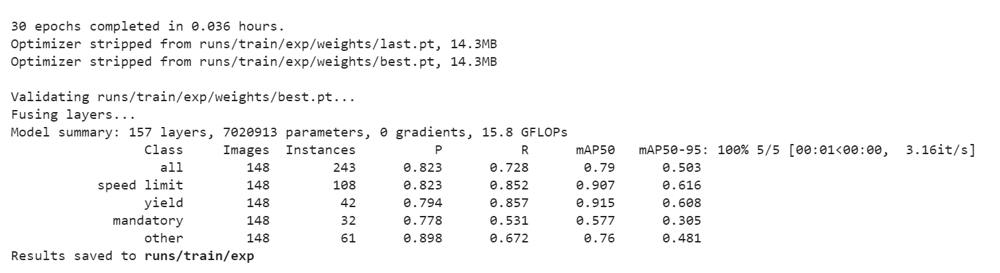 30 epochs completed in 0.036 hours.
Optimizer stripped from runs/train/exp/weights/last.pt, 14.3MB
Optimizer stripped from runs/train/exp/weights/best.pt, 14.3MB
Validating runs/train/exp/weights/best.pt...
Fusing layers...
Model summary: 157 layers, 7020913 parameters, 0 gradients, 15.8 GFLOPs
Class Images Instances P R mAP50 mAP50-95: 100% 5/5 [00:01<00:00, 3.16it/s]
all 148 243 0.823 0.728 0.79 0.503
speed limit 148 108 0.823 0.852 0.907 0.616
yield 148 42 0.794 0.857 0.915 0.608
mandatory 148 32 0.778 0.531 0.577 0.305
other 148 61 0.898 0.672 0.76 0.481
Results saved to runs/train/exp